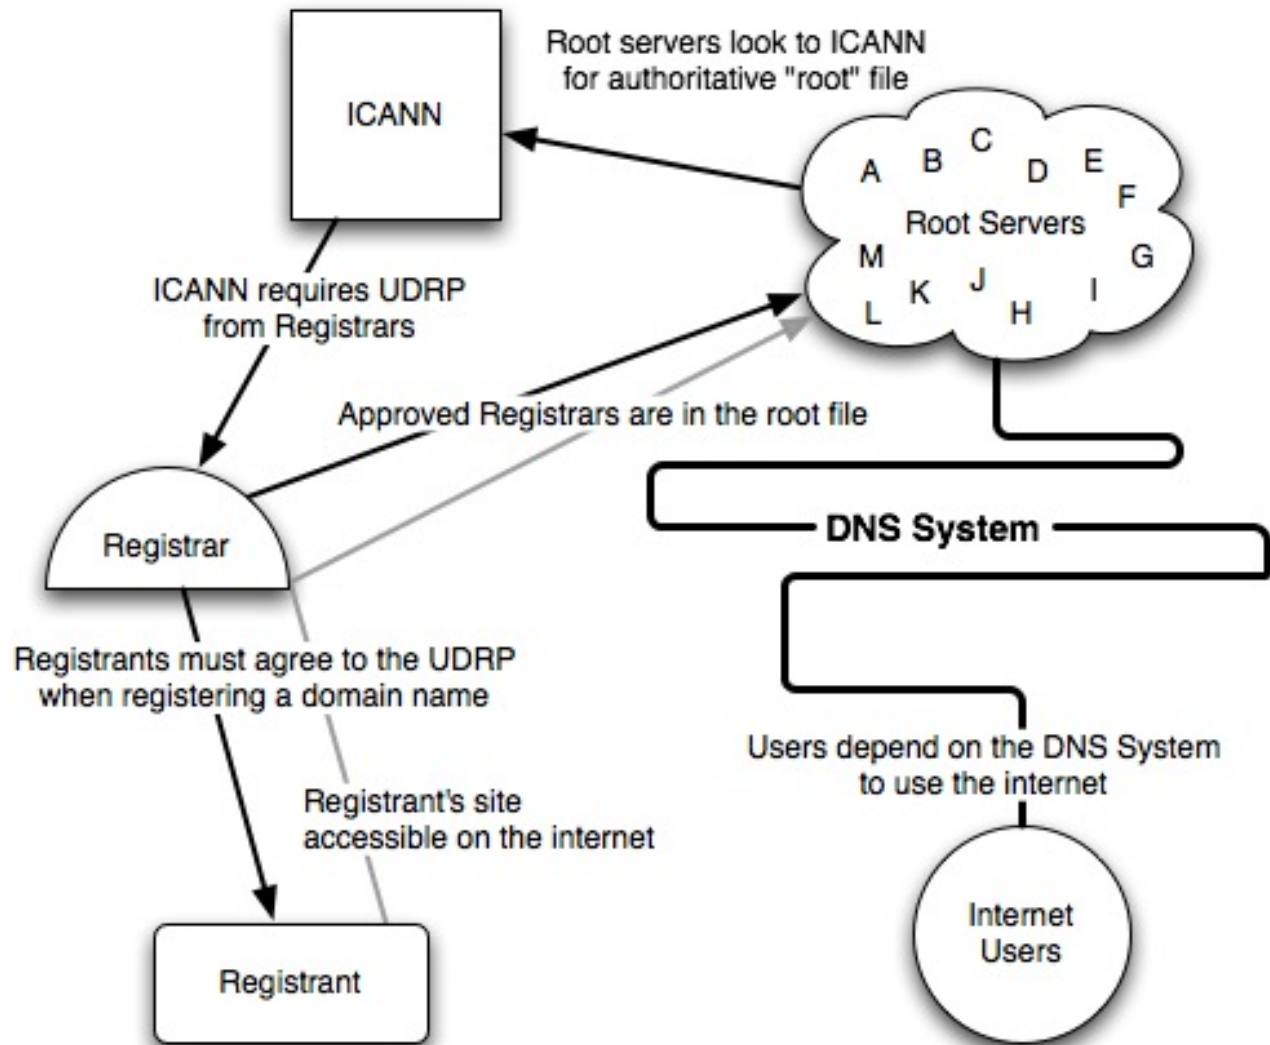 Root servers look to ICANN
for authoritative "root" file
ICANN
A
B
C
D
E
F
Root Servers
M
G
K
J
I
L
H
ICANN requires UDRP
from Registrars
Approved Registrars are in the root file
DNS System
Registrar
Registrants must agree to the UDRP
when registering a domain name
Users depend on the DNS System
to use the internet
Registrant's site
accessible on the internet
Internet
Users
Registrant